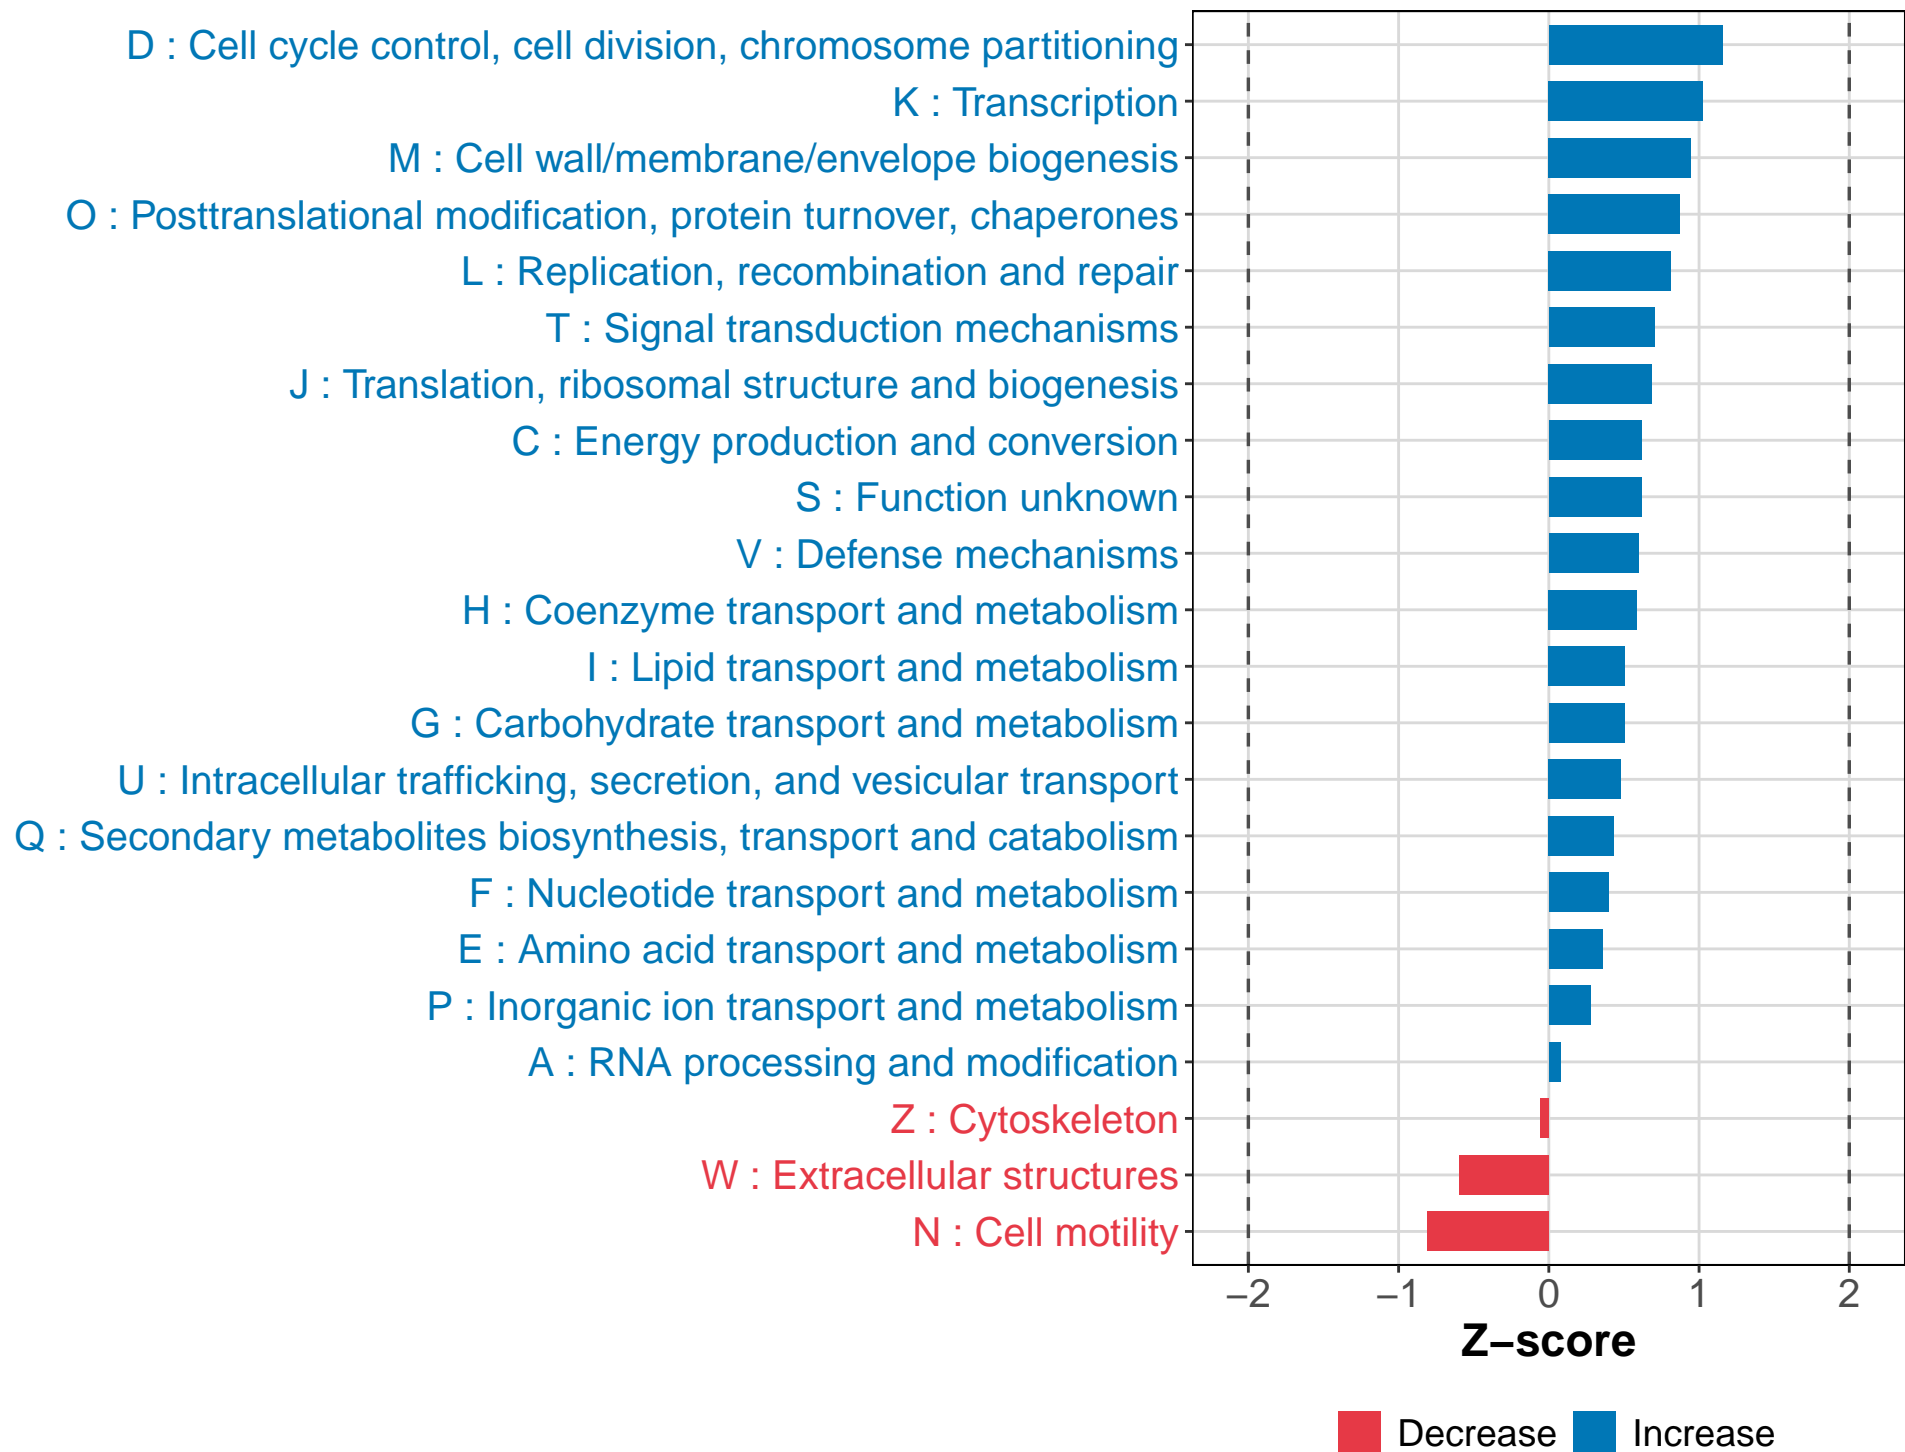 D : Cell cycle control, cell division, chromosome partitioning
K : Transcription
M : Cell wall/membrane/envelope biogenesis
O : Posttranslational modification, protein turnover, chaperones
L : Replication, recombination and repair
T : Signal transduction mechanisms
J : Translation, ribosomal structure and biogenesis
C : Energy production and conversion
S : Function unknown
V : Defense mechanisms
H : Coenzyme transport and metabolism
I : Lipid transport and metabolism
G : Carbohydrate transport and metabolism
U : Intracellular trafficking, secretion, and vesicular transport
Q : Secondary metabolites biosynthesis, transport and catabolism
F : Nucleotide transport and metabolism
E : Amino acid transport and metabolism
P : Inorganic ion transport and metabolism
A : RNA processing and modification
Z : Cytoskeleton
W : Extracellular structures
N : Cell motility
−2 −1 0 1 2
Z−score
Decrease Increase